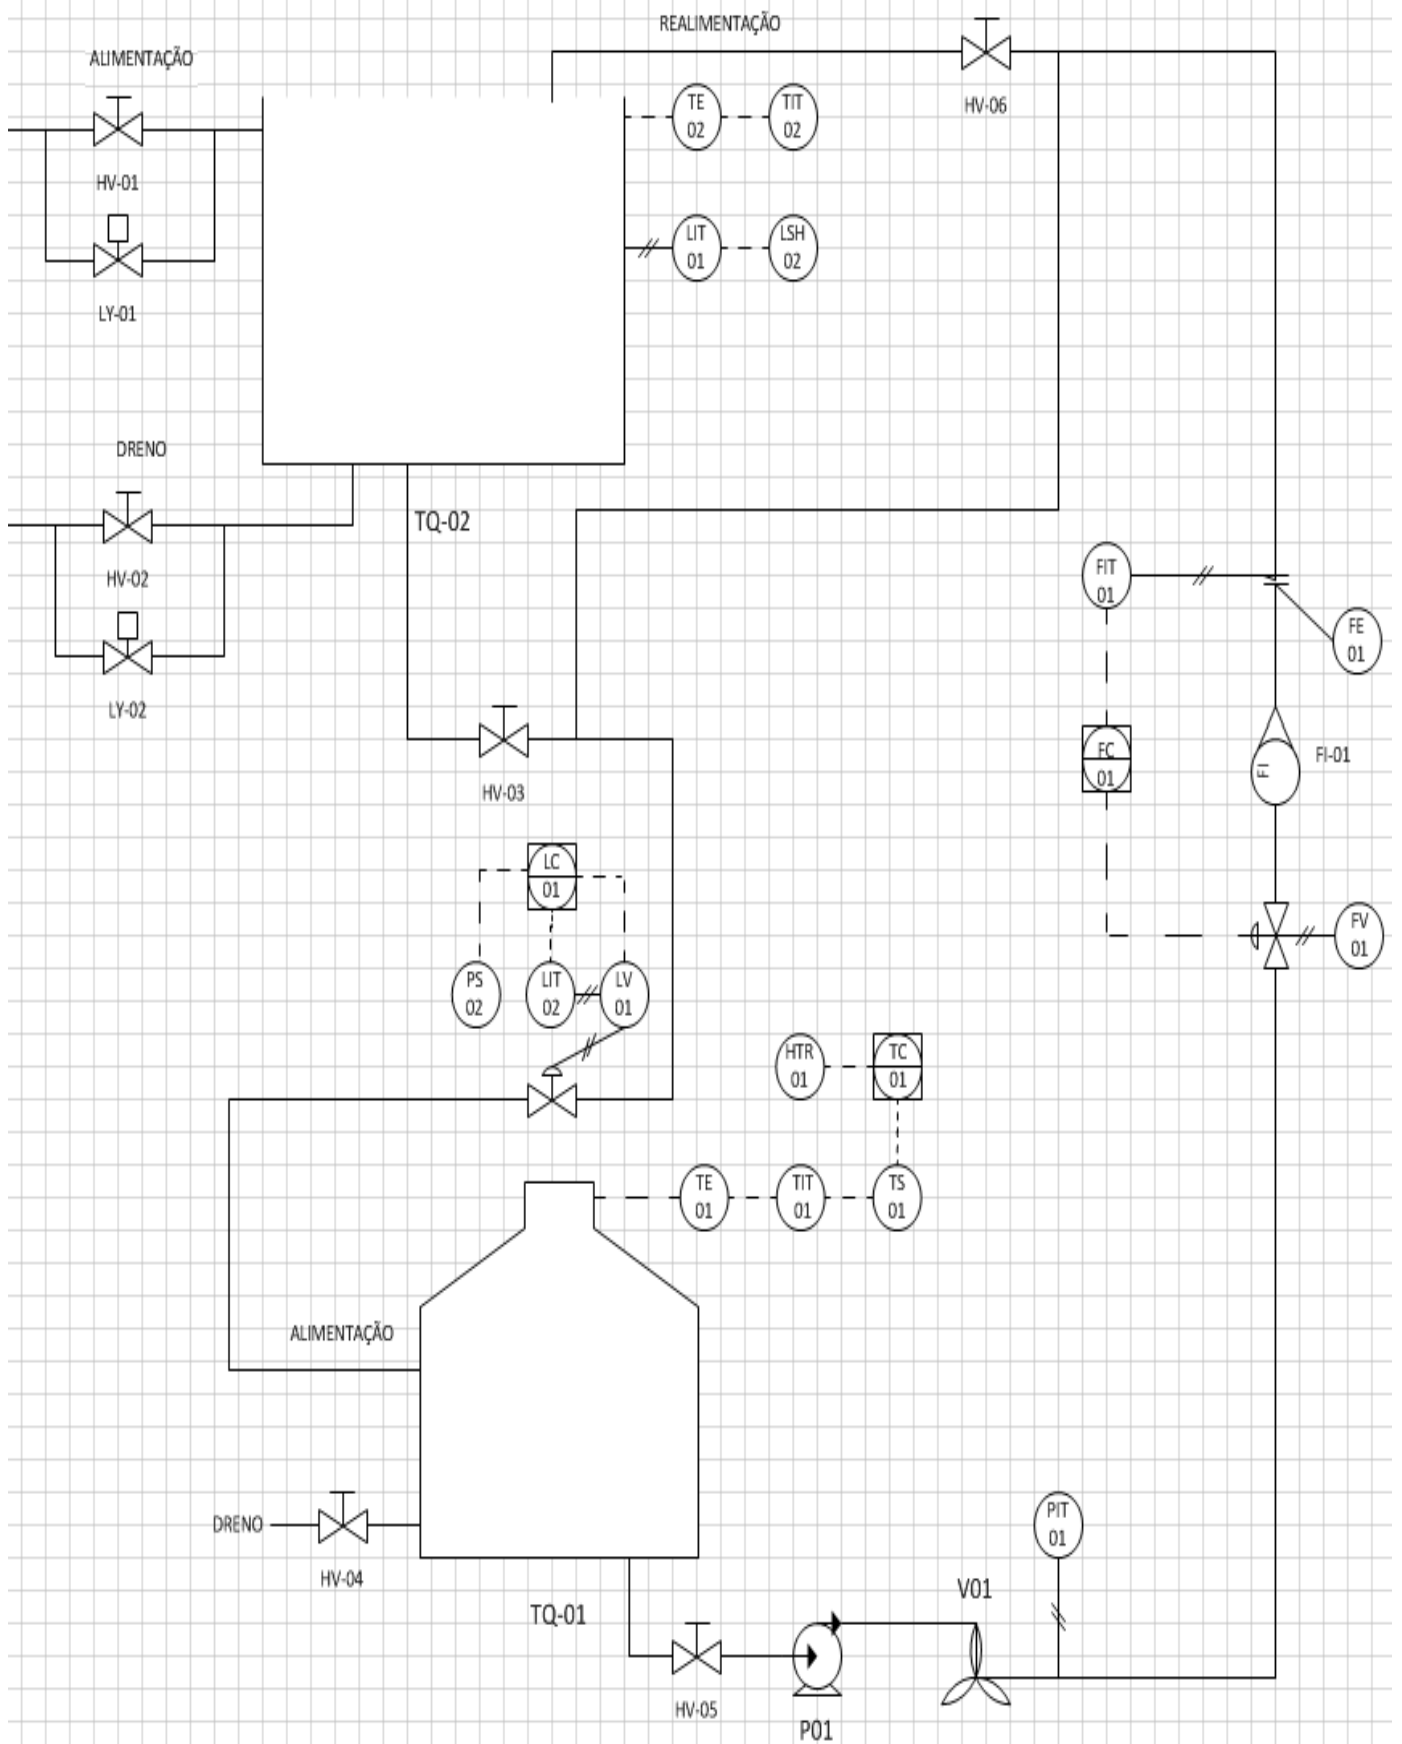 REALIMENTAÇÃO
ALIMENTAÇÃO
HV-06
TE
02
TIT
02
HV-01
LIT
01
LSH
02
LY-01
DRENO
TQ-02
HV-02
FIT
01
FE
01
LY-02
FC
01
FI
FI-01
HV-03
LC
01
FV
01
PS
02
LIT
02
LV
01
HTR
01
TC
01
TE
01
TIT
01
TS
01
ALIMENTAÇÃO
DRENO
HV-04
PIT
01
TQ-01
V01
HV-05
P01